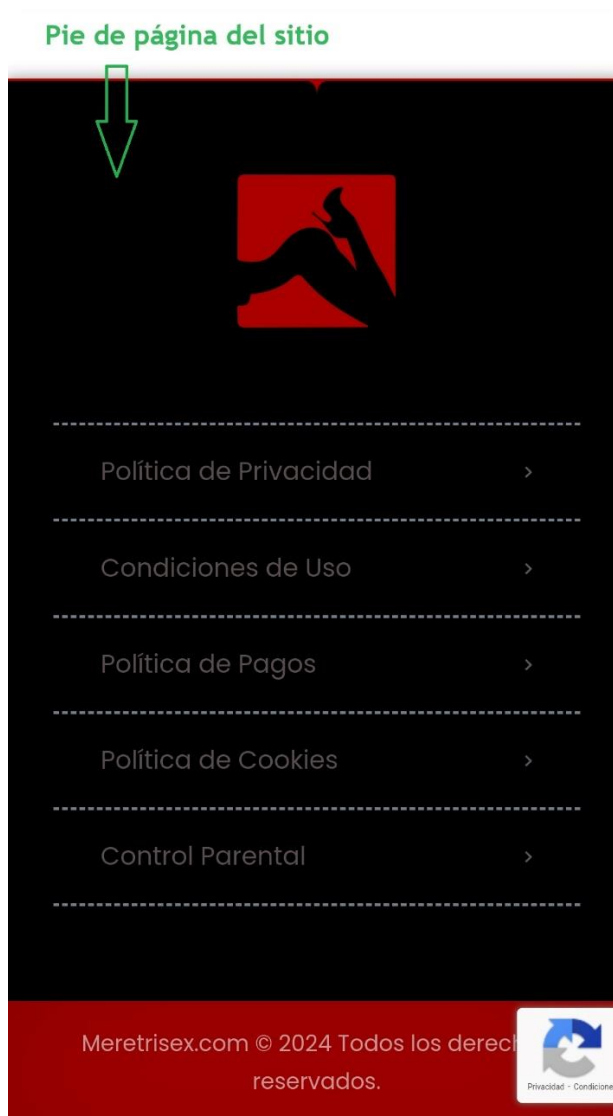 Pie de página del sitio
Política de Privacidad
Condiciones de Uso
Política de Pagos
Política de Cookies
Control Parental
Meretrisex.com © 2024 Todos los derec
reservados.
Privacidad - Condicione